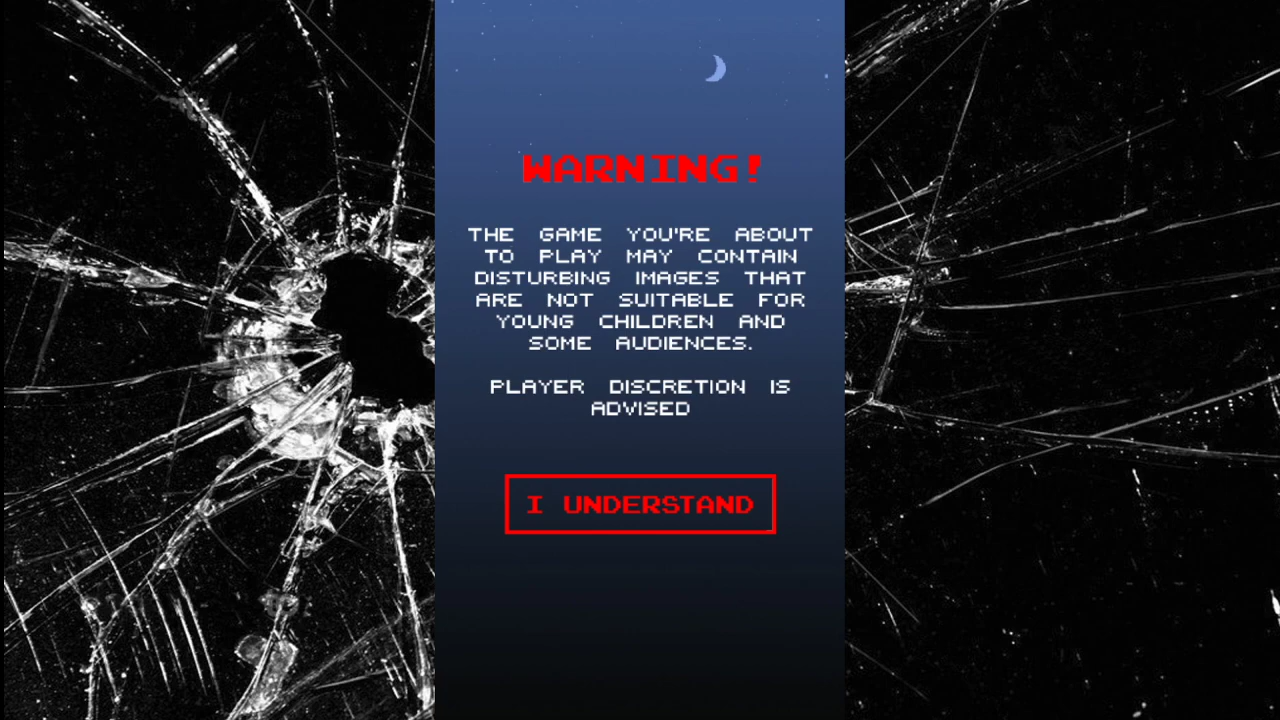 WARNING!
THE GAME YOU'RE ABOUT
TO PLAY MAY CONTAIN
DISTURBING IMAGES THAT
ARE NOT SUITABLE FOR
YOUNG CHILDREN AND
SOME AUDIENCES.
PLAYER DISCRETION IS
ADVISED
I UNDERSTAND